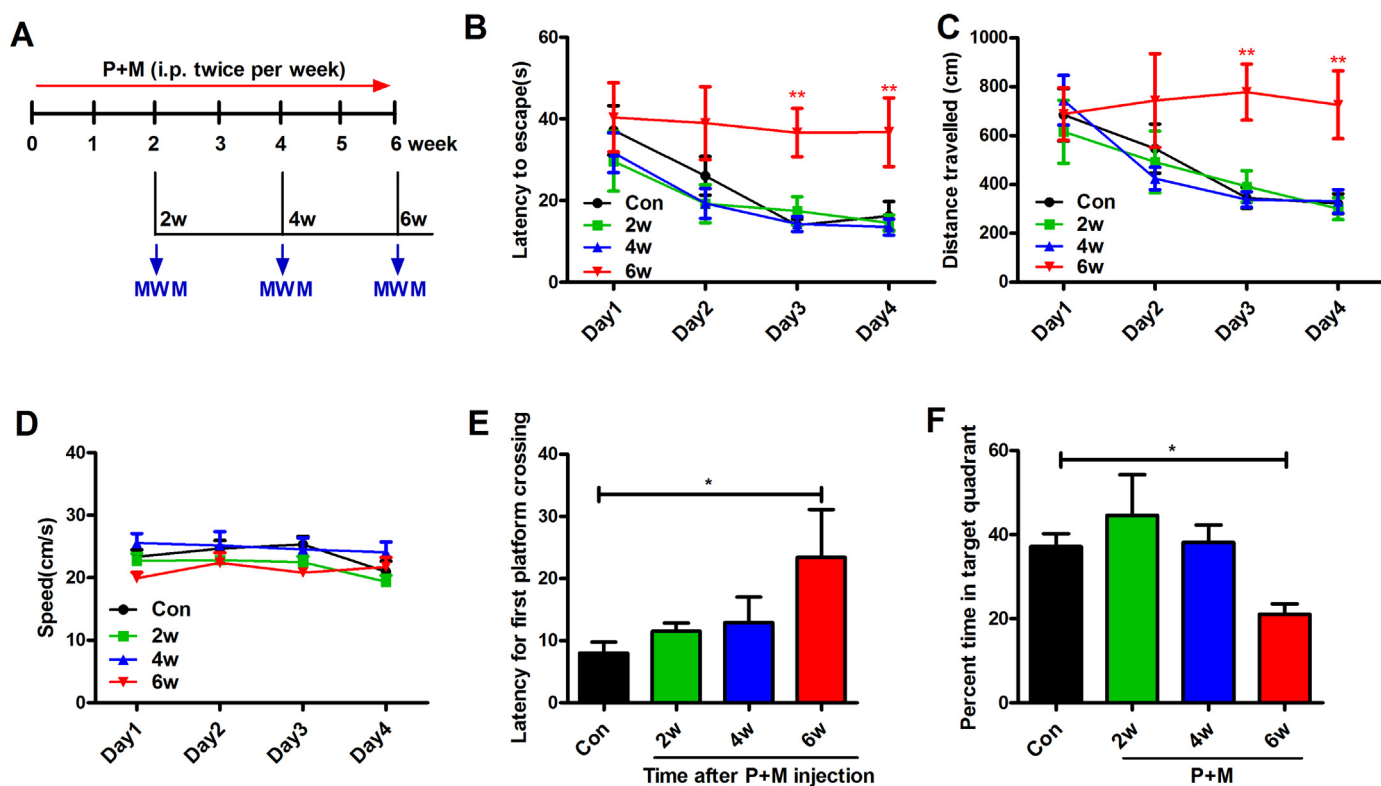 A
P+M (i.p. twice per week)
0 1 2 3 4 5 6 week
2w 4w 6w
MWM MWM MWM
B
Latency to escape(s)
60
40
20
0
** **
Con
2w
4w
6w
Day1 Day2 Day3 Day4
C
Distance travelled (cm)
1000
800
600
400
200
0
** **
Con
2w
4w
6w
Day1 Day2 Day3 Day4
D
Speed(cm/s)
40
30
20
10
0
Con
2w
4w
6w
Day1 Day2 Day3 Day4
E
Latency for first platform crossing
40
30
20
10
0
*
Con 2w 4w 6w
Time after P+M injection
F
Percent time in target quadrant
60
40
20
0
*
Con 2w 4w 6w
P+M